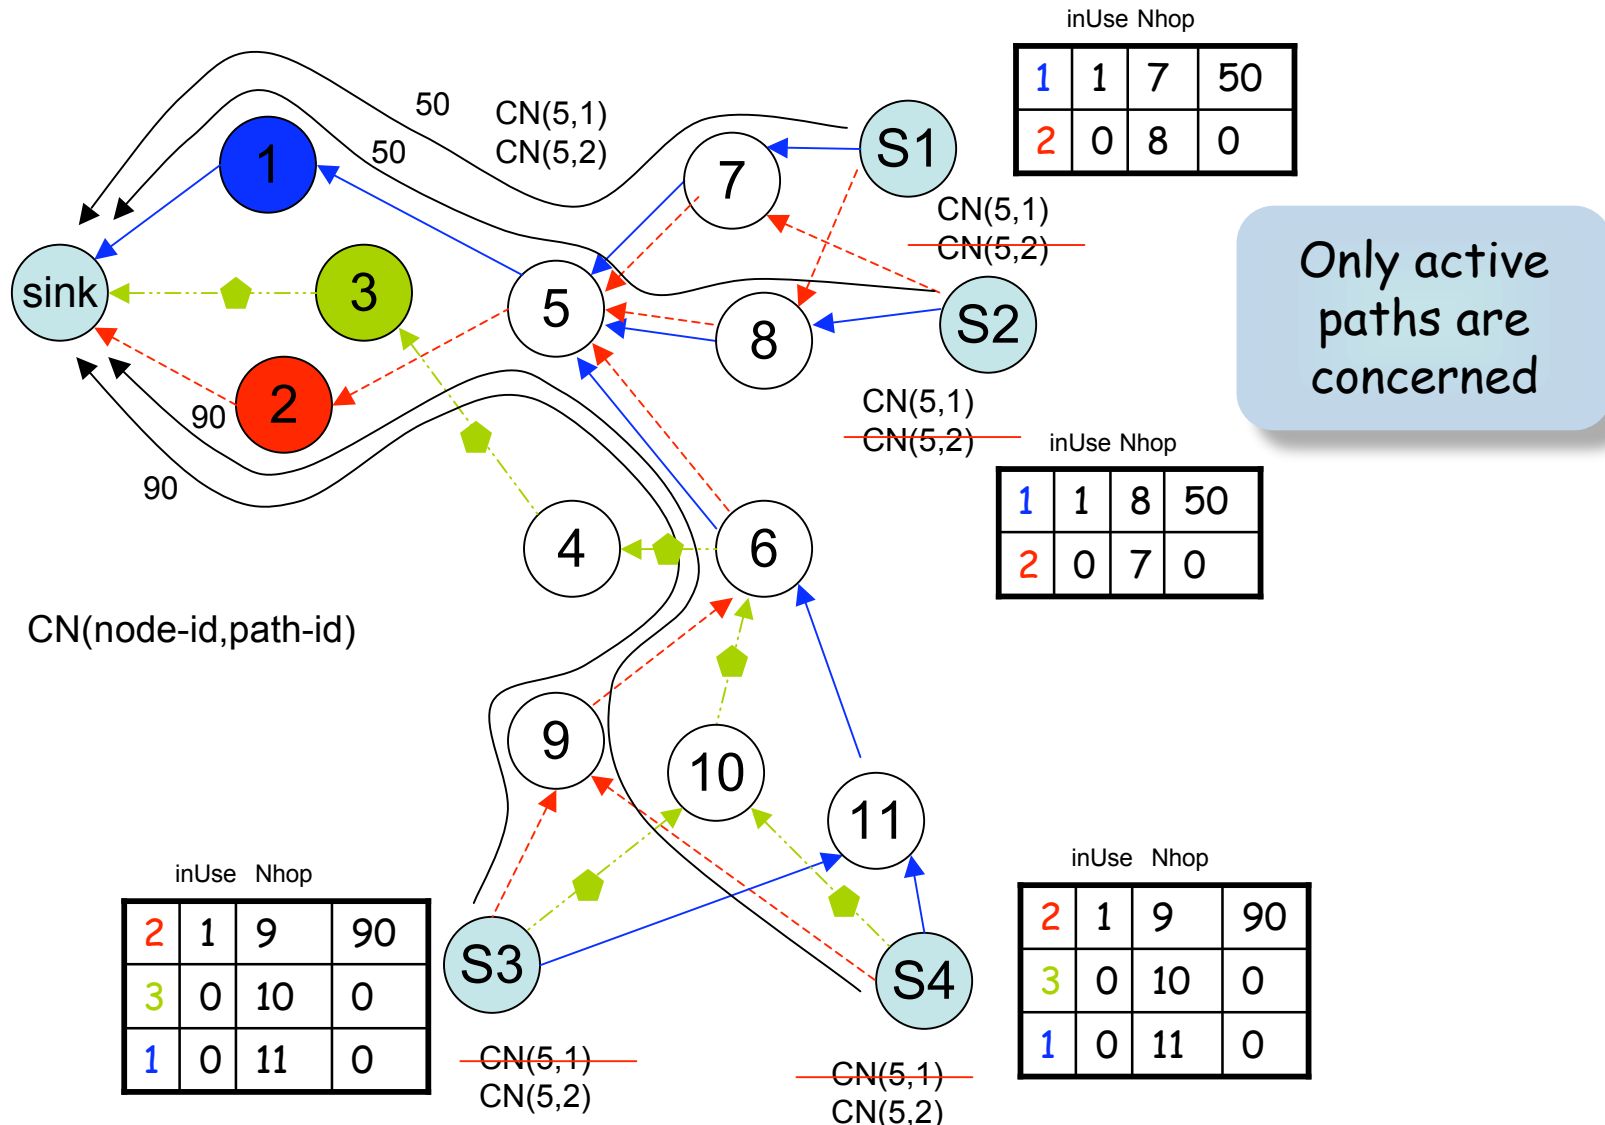 inUse Nhop
1 1 7 50
2 0 8 0
50
CN(5,1)
CN(5,2)
50
1
7
S1
CN(5,1)
CN(5,2)
Only active
paths are
concerned
sink
3
5
8
S2
2
90
90
CN(5,1)
CN(5,2)
inUse Nhop
1 1 8 50
2 0 7 0
4
6
CN(node-id,path-id)
9
10
11
inUse Nhop
2 1 9 90
3 0 10 0
1 0 11 0
S3
S4
inUse Nhop
2 1 9 90
3 0 10 0
1 0 11 0
CN(5,1)
CN(5,2)
CN(5,1)
CN(5,2)